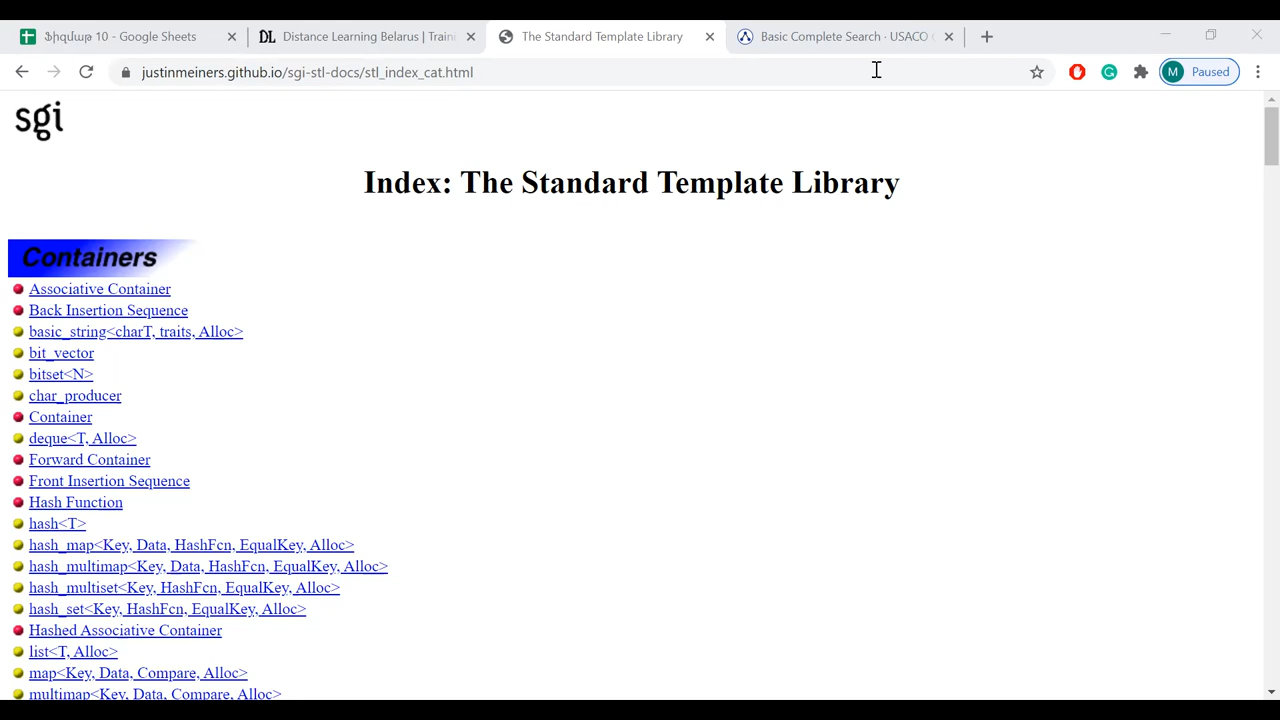 Ֆիզմաթ 10 - Google Sheets
DL Distance Learning Belarus | Traini
The Standard Template Library
Basic Complete Search · USACO
justinmeiners.github.io/sgi-stl-docs/stl_index_cat.html
M Paused
sgi
Index: The Standard Template Library
Containers
Associative Container
Back Insertion Sequence
basic_string<charT, traits, Alloc>
bit_vector
bitset<N>
char_producer
Container
deque<T, Alloc>
Forward Container
Front Insertion Sequence
Hash Function
hash<T>
hash_map<Key, Data, HashFcn, EqualKey, Alloc>
hash_multimap<Key, Data, HashFcn, EqualKey, Alloc>
hash_multiset<Key, HashFcn, EqualKey, Alloc>
hash_set<Key, HashFcn, EqualKey, Alloc>
Hashed Associative Container
list<T, Alloc>
map<Key, Data, Compare, Alloc>
multimap<Key, Data, Compare, Alloc>